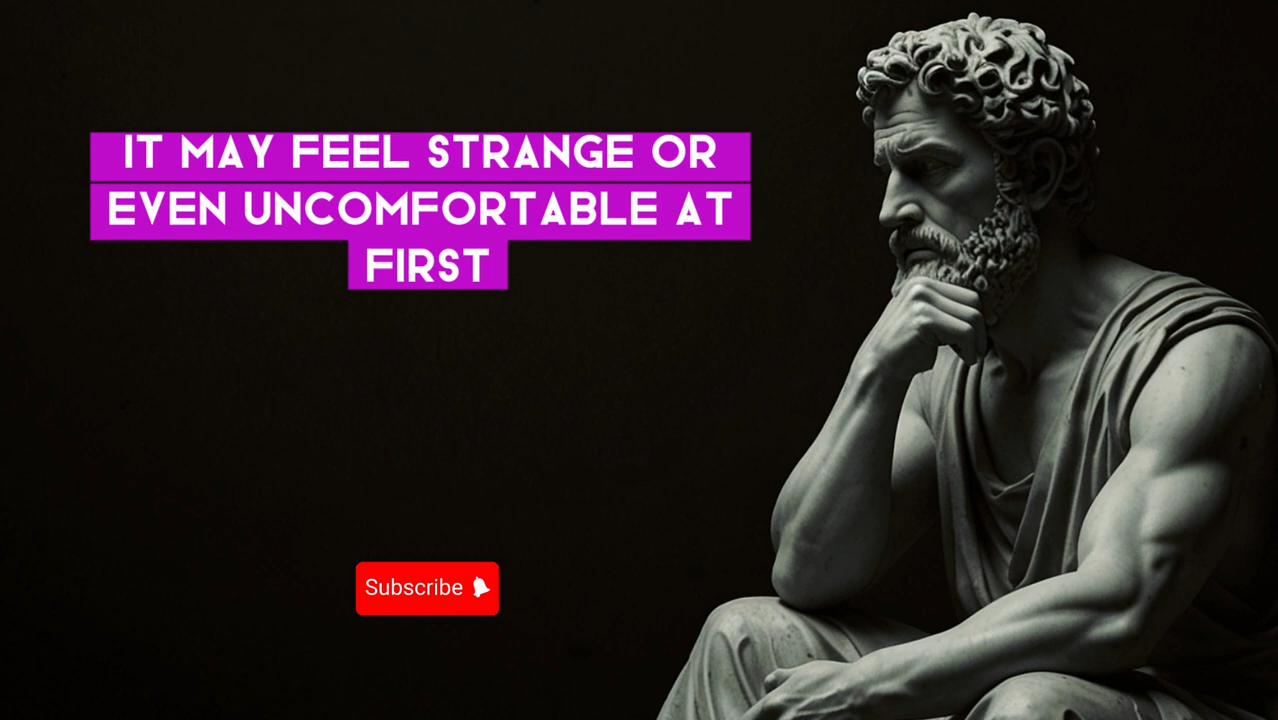 IT MAY FEEL STRANGE OR
EVEN UNCOMFORTABLE AT
FIRST
Subscribe